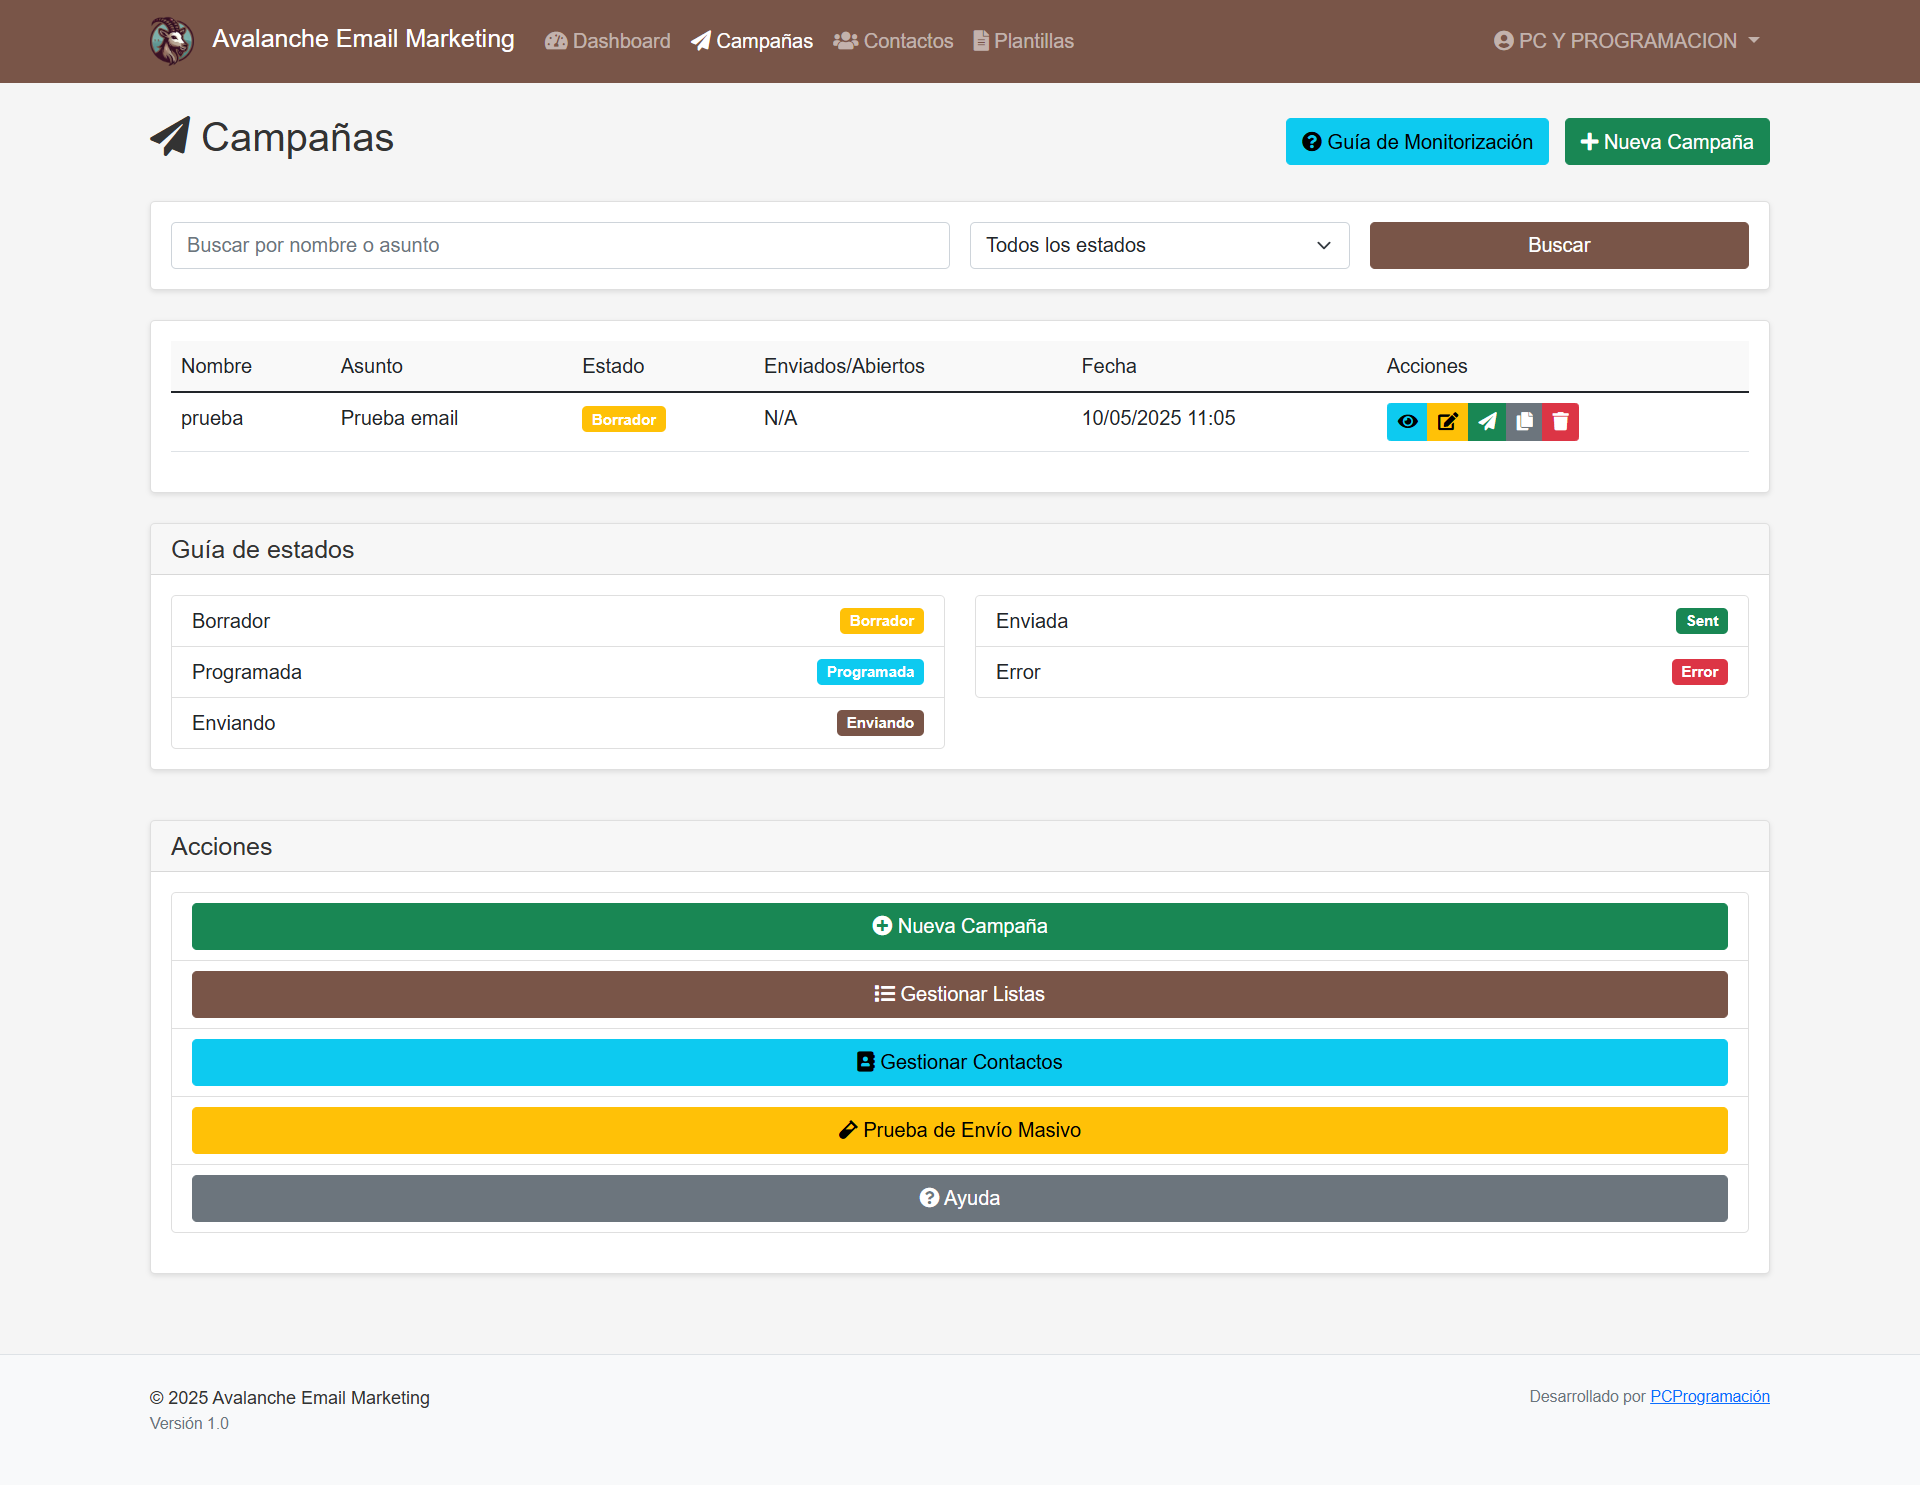 Avalanche Email Marketing Dashboard Campañas Contactos Plantillas PC Y PROGRAMACION
Campañas
Guía de Monitorización Nueva Campaña
Buscar por nombre o asunto Todos los estados Buscar
Nombre Asunto Estado Enviados/Abiertos Fecha Acciones
prueba Prueba email Borrador N/A 10/05/2025 11:05
Guía de estados
Borrador Borrador
Programada Programada
Enviando Enviando
Enviada Sent
Error Error
Acciones
Nueva Campaña
Gestionar Listas
Gestionar Contactos
Prueba de Envío Masivo
Ayuda
© 2025 Avalanche Email Marketing
Versión 1.0
Desarrollado por PCProgramación